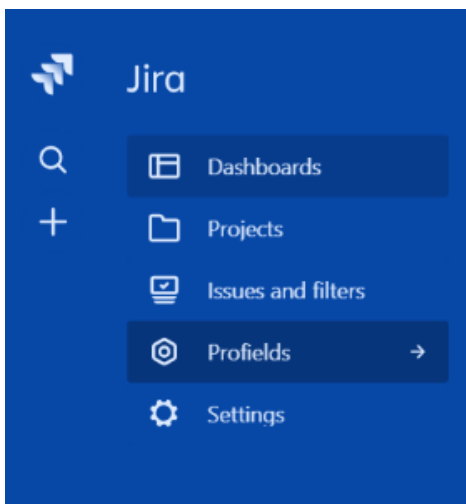 Jira
Dashboards
Projects
Issues and filters
Profields
Settings